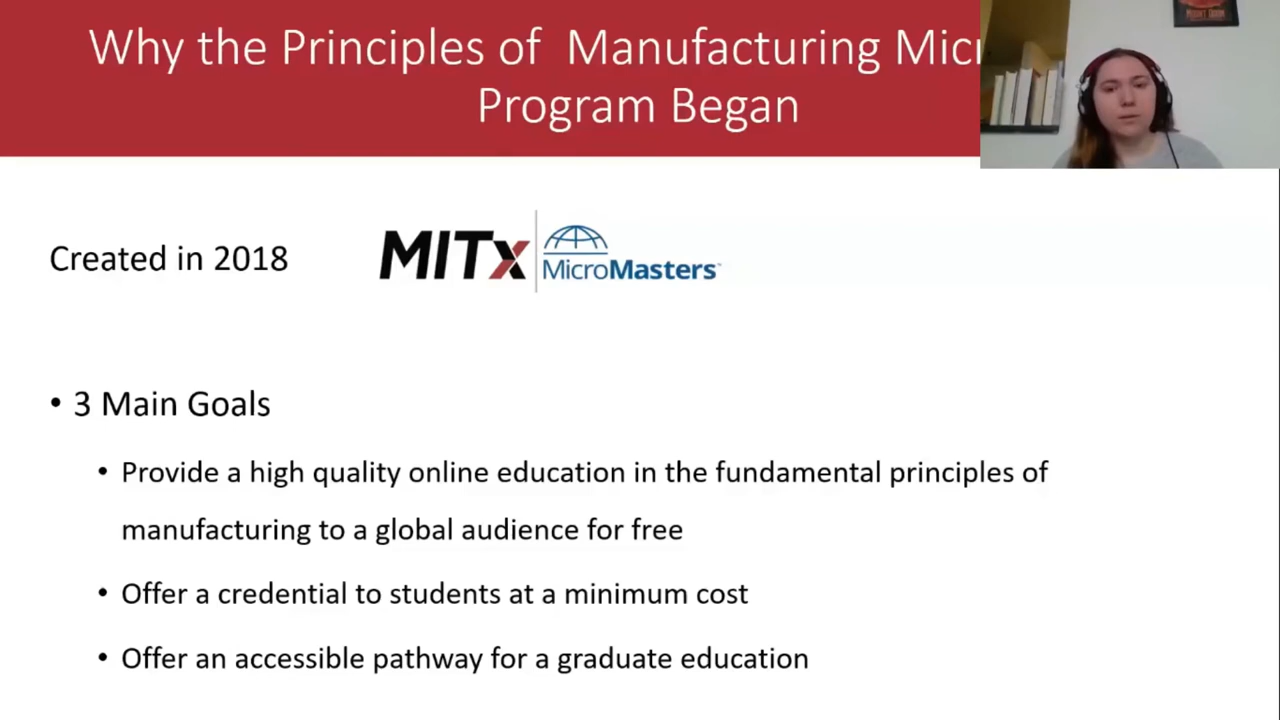 Why the Principles of Manufacturing
Program Began
Created in 2018
MITx
MicroMasters™
• 3 Main Goals
• Provide a high quality online education in the fundamental principles of
manufacturing to a global audience for free
• Offer a credential to students at a minimum cost
• Offer an accessible pathway for a graduate education